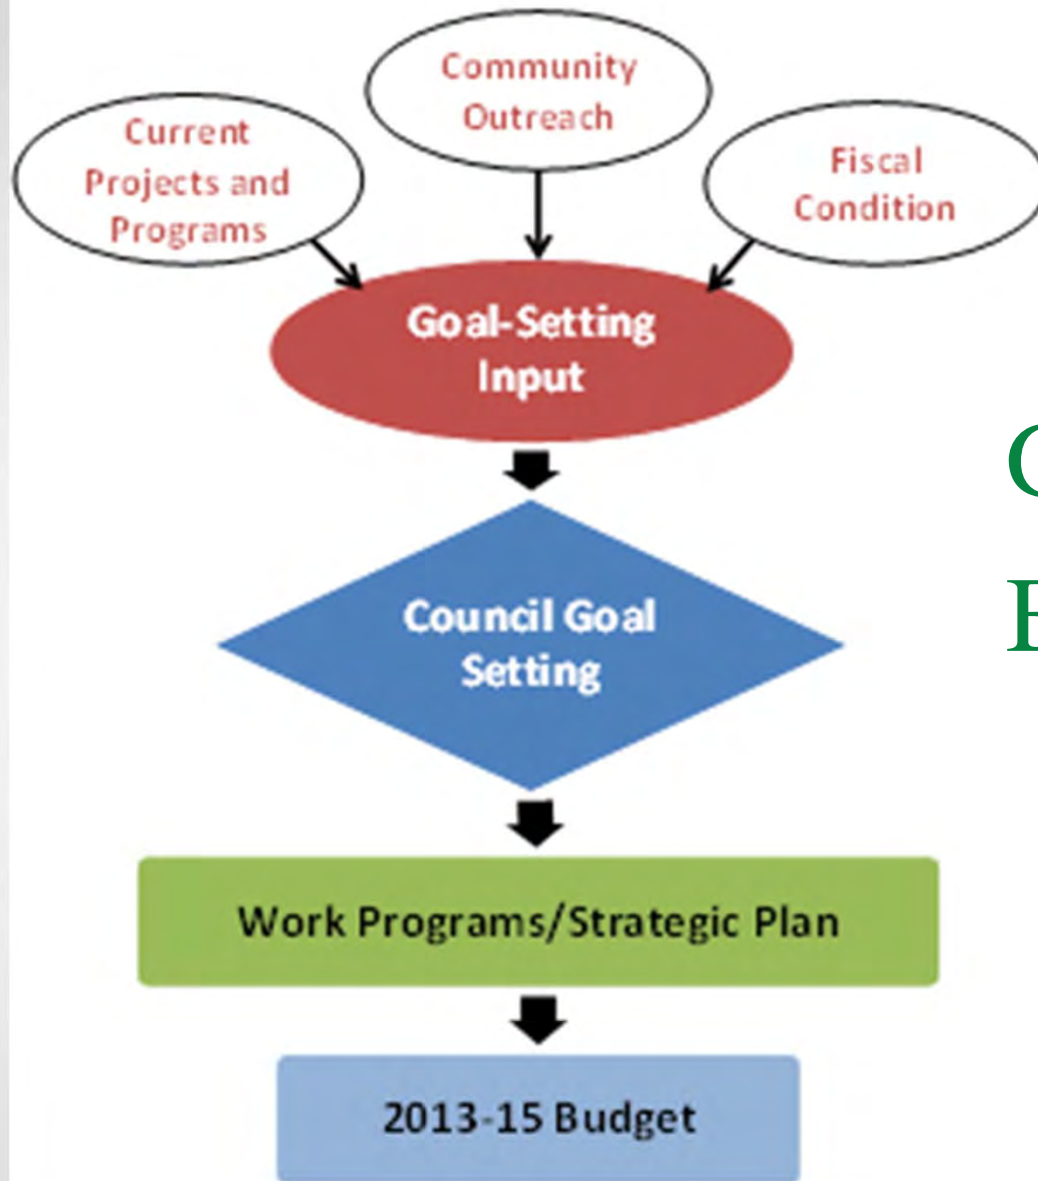 Community
Outreach
Current
Projects and
Programs
Fiscal
Condition
Goal-Setting
Input
Council Goal
Setting
Work Programs/Strategic Plan
2013-15 Budget